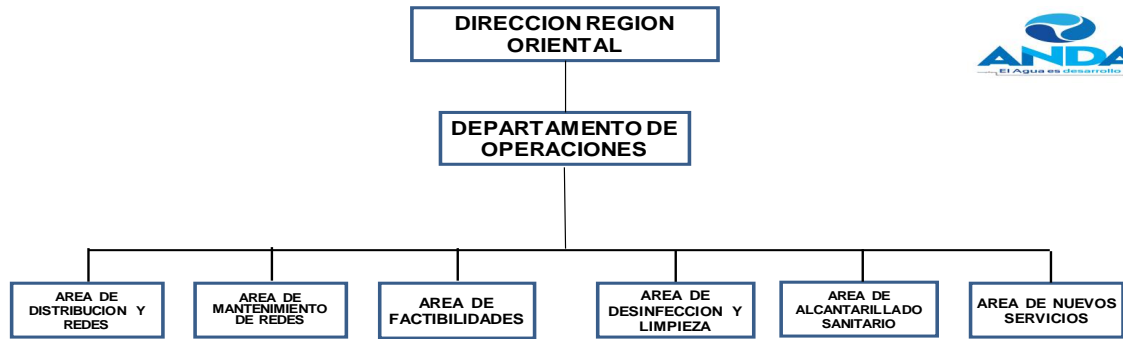 DIRECCION REGION
ORIENTAL
ANDA
El Agua es desarrollo
DEPARTAMENTO DE
OPERACIONES
AREA DE
DISTRIBUCION Y
REDES
AREA DE
MANTENIMIENTO
DE REDES
AREA DE
FACTIBILIDADES
AREA DE
DESINFECCION Y
LIMPIEZA
AREA DE
ALCANTARILLADO
SANITARIO
AREA DE NUEVOS
SERVICIOS